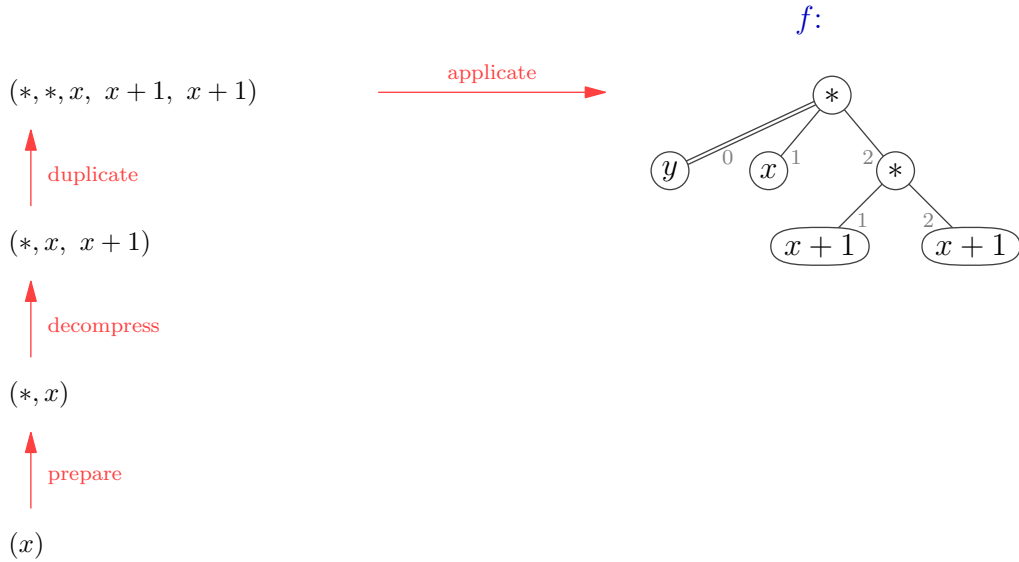 f:
(∗, ∗, x, x + 1, x + 1)
applicate
∗
duplicate
y
0
x
1
2
∗
(∗, x, x + 1)
1
2
x + 1
x + 1
decompress
(∗, x)
prepare
(x)